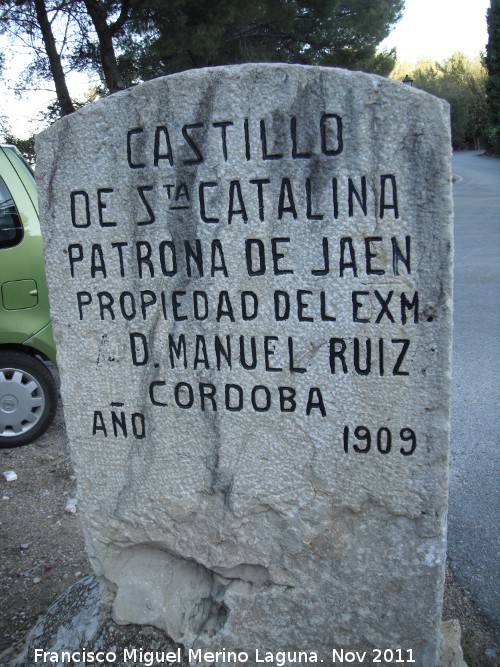 CASTILLO
DE Sᵀᴬ CATALINA
PATRONA DE JAEN
PROPIEDAD DEL EXM.
D. MANUEL RUIZ
CORDOBA
AÑO 1909
Francisco Miguel Merino Laguna. Nov 2011